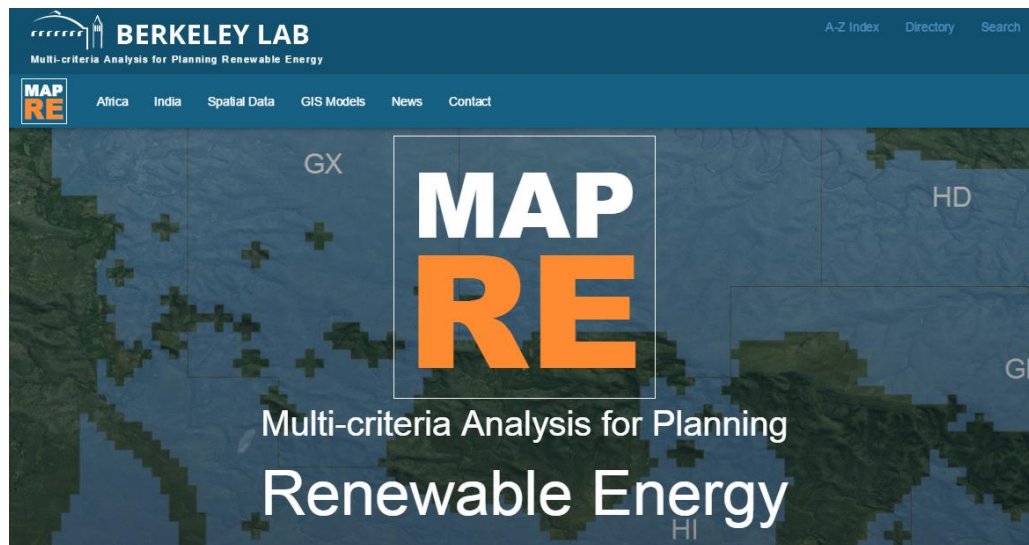 BERKELEY LAB
A-Z Index Directory Search
Multi-criteria Analysis for Planning Renewable Energy
MAP
RE
Africa India Spatial Data GIS Models News Contact
GX
MAP
HD
RE
Multi-criteria Analysis for Planning
Renewable Energy
HI